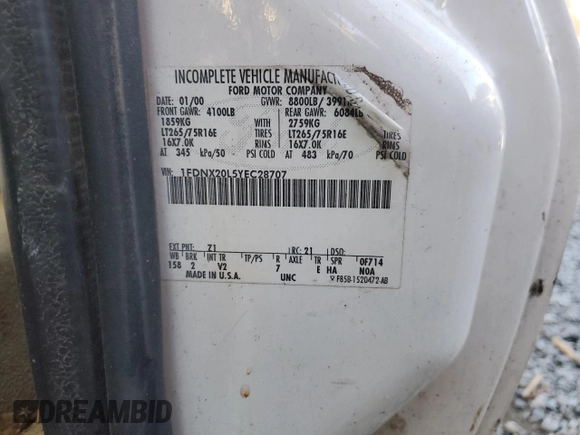 INCOMPLETE VEHICLE MANUFAC
FORD MOTOR COMPANY
DATE: 01/00 GVWR: 8800LB/ 3991
FRONT GAWR: 4100LB REAR GAWR: 6084LB
1859KG WITH 2759KG
LT265/75R16E TIRES LT265/75R16E TIRES
16X7.0K RIMS 16X7.0K RIMS
AT 345 kPa/50 PSI COLD AT 483 kPa/70 PSI COLD
VIN: 1FDNX20L5YEC28707
EXT PNT: Z1 RC: 21 DSO:
WB BRK INT TR TP/PS R AXLE TR SPR 0F714
158 2 V2 7 E HA NOA
MADE IN U.S.A. UNC F85B-1520472-AB
DREAMBID